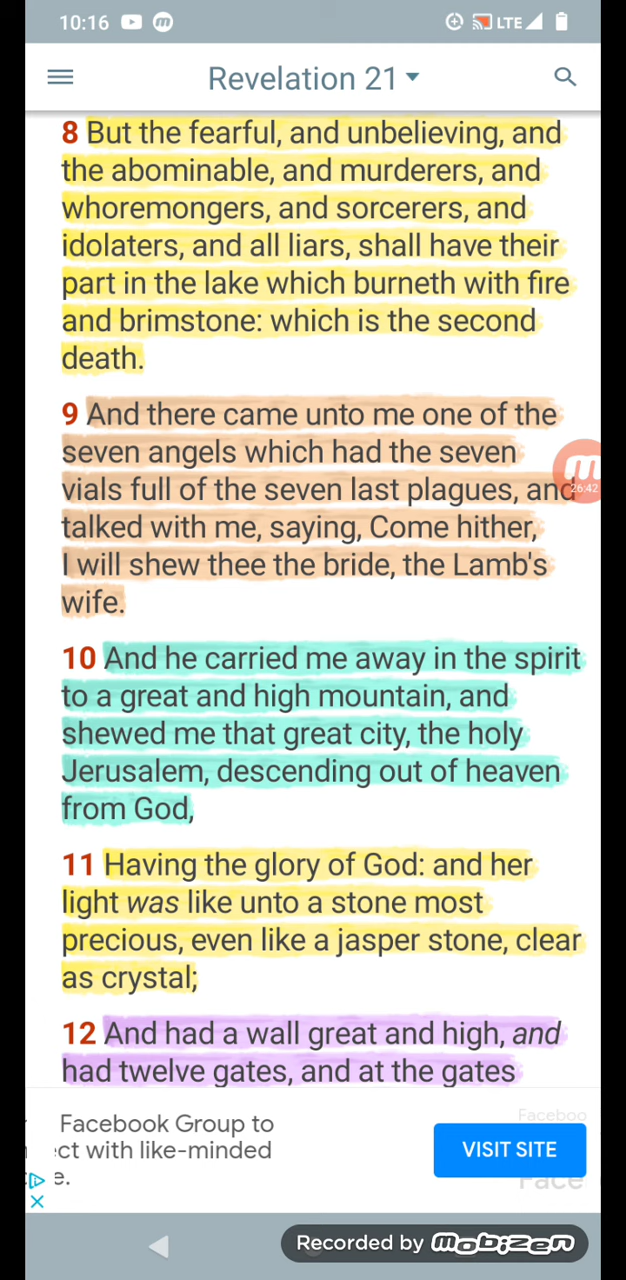 10:16 LTE
Revelation 21
8 But the fearful, and unbelieving, and
the abominable, and murderers, and
whoremongers, and sorcerers, and
idolaters, and all liars, shall have their
part in the lake which burneth with fire
and brimstone: which is the second
death.
9 And there came unto me one of the
seven angels which had the seven
vials full of the seven last plagues, and
talked with me, saying, Come hither,
I will shew thee the bride, the Lamb's
wife.
26:42
10 And he carried me away in the spirit
to a great and high mountain, and
shewed me that great city, the holy
Jerusalem, descending out of heaven
from God,
11 Having the glory of God: and her
light was like unto a stone most
precious, even like a jasper stone, clear
as crystal;
12 And had a wall great and high, and
had twelve gates, and at the gates
Faceboo
Facebook Group to
ct with like-minded
e.
VISIT SITE
Face
Recorded by mobizen